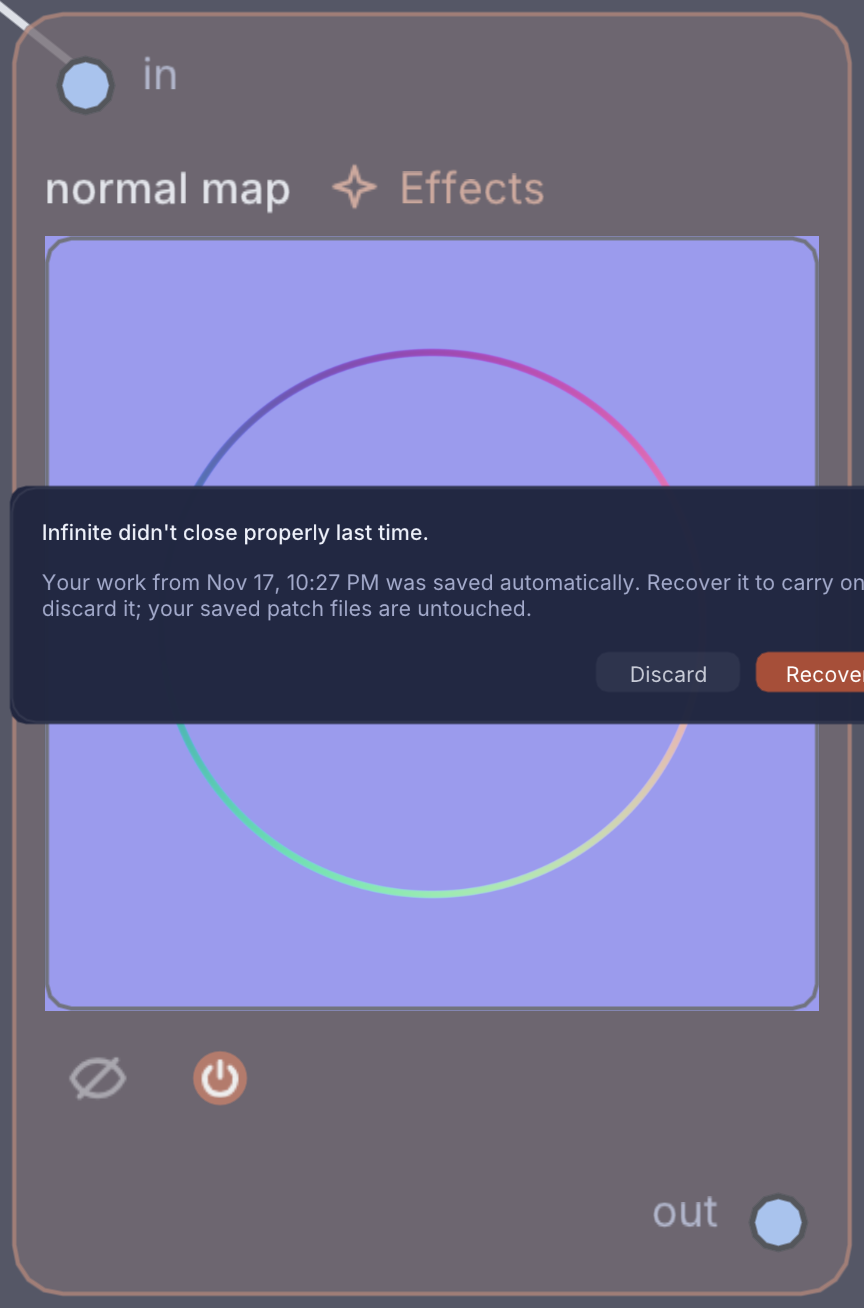 in
normal map
Effects
Infinite didn't close properly last time.
Your work from Nov 17, 10:27 PM was saved automatically. Recover it to carry on
discard it; your saved patch files are untouched.
Discard
Recover
out